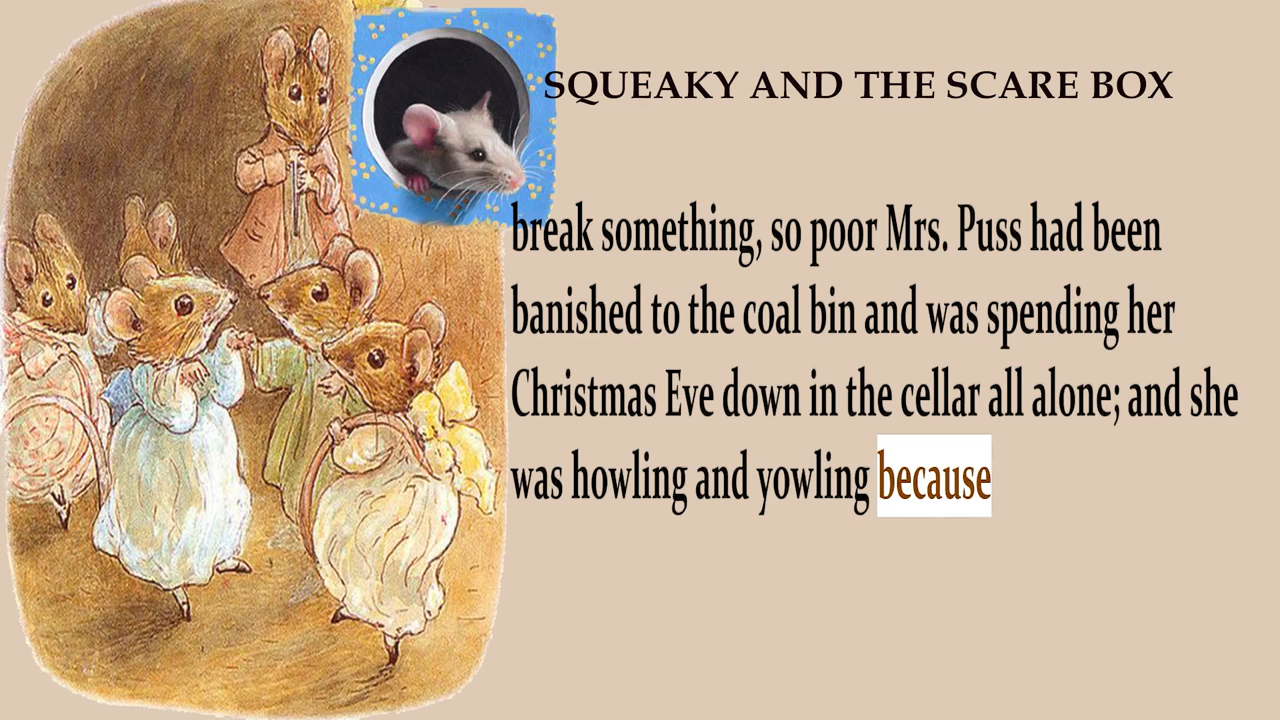 SQUEAKY AND THE SCARE BOX
break something, so poor Mrs. Puss had been
banished to the coal bin and was spending her
Christmas Eve down in the cellar all alone; and she
was howling and yowling because